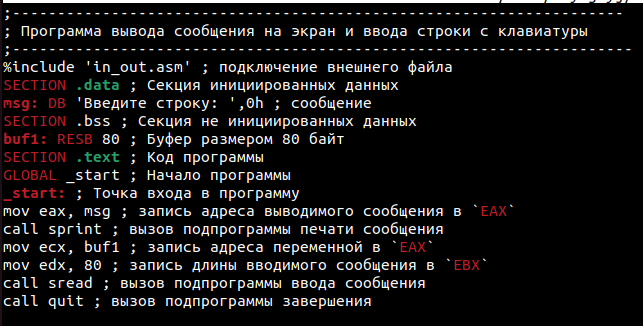 ;--------------------------------------------------------------------
; Программа вывода сообщения на экран и ввода строки с клавиатуры
;---------------------------------------------------------------------
%include 'in_out.asm' ; подключение внешнего файла
SECTION .data ; Секция инициированных данных
msg: DB 'Введите строку: ',0h ; сообщение
SECTION .bss ; Секция не инициированных данных
buf1: RESB 80 ; Буфер размером 80 байт
SECTION .text ; Код программы
GLOBAL _start ; Начало программы
_start: ; Точка входа в программу
mov eax, msg ; запись адреса выводимого сообщения в `EAX`
call sprint ; вызов подпрограммы печати сообщения
mov ecx, buf1 ; запись адреса переменной в `EAX`
mov edx, 80 ; запись длины вводимого сообщения в `EBX`
call sread ; вызов подпрограммы ввода сообщения
call quit ; вызов подпрограммы завершения